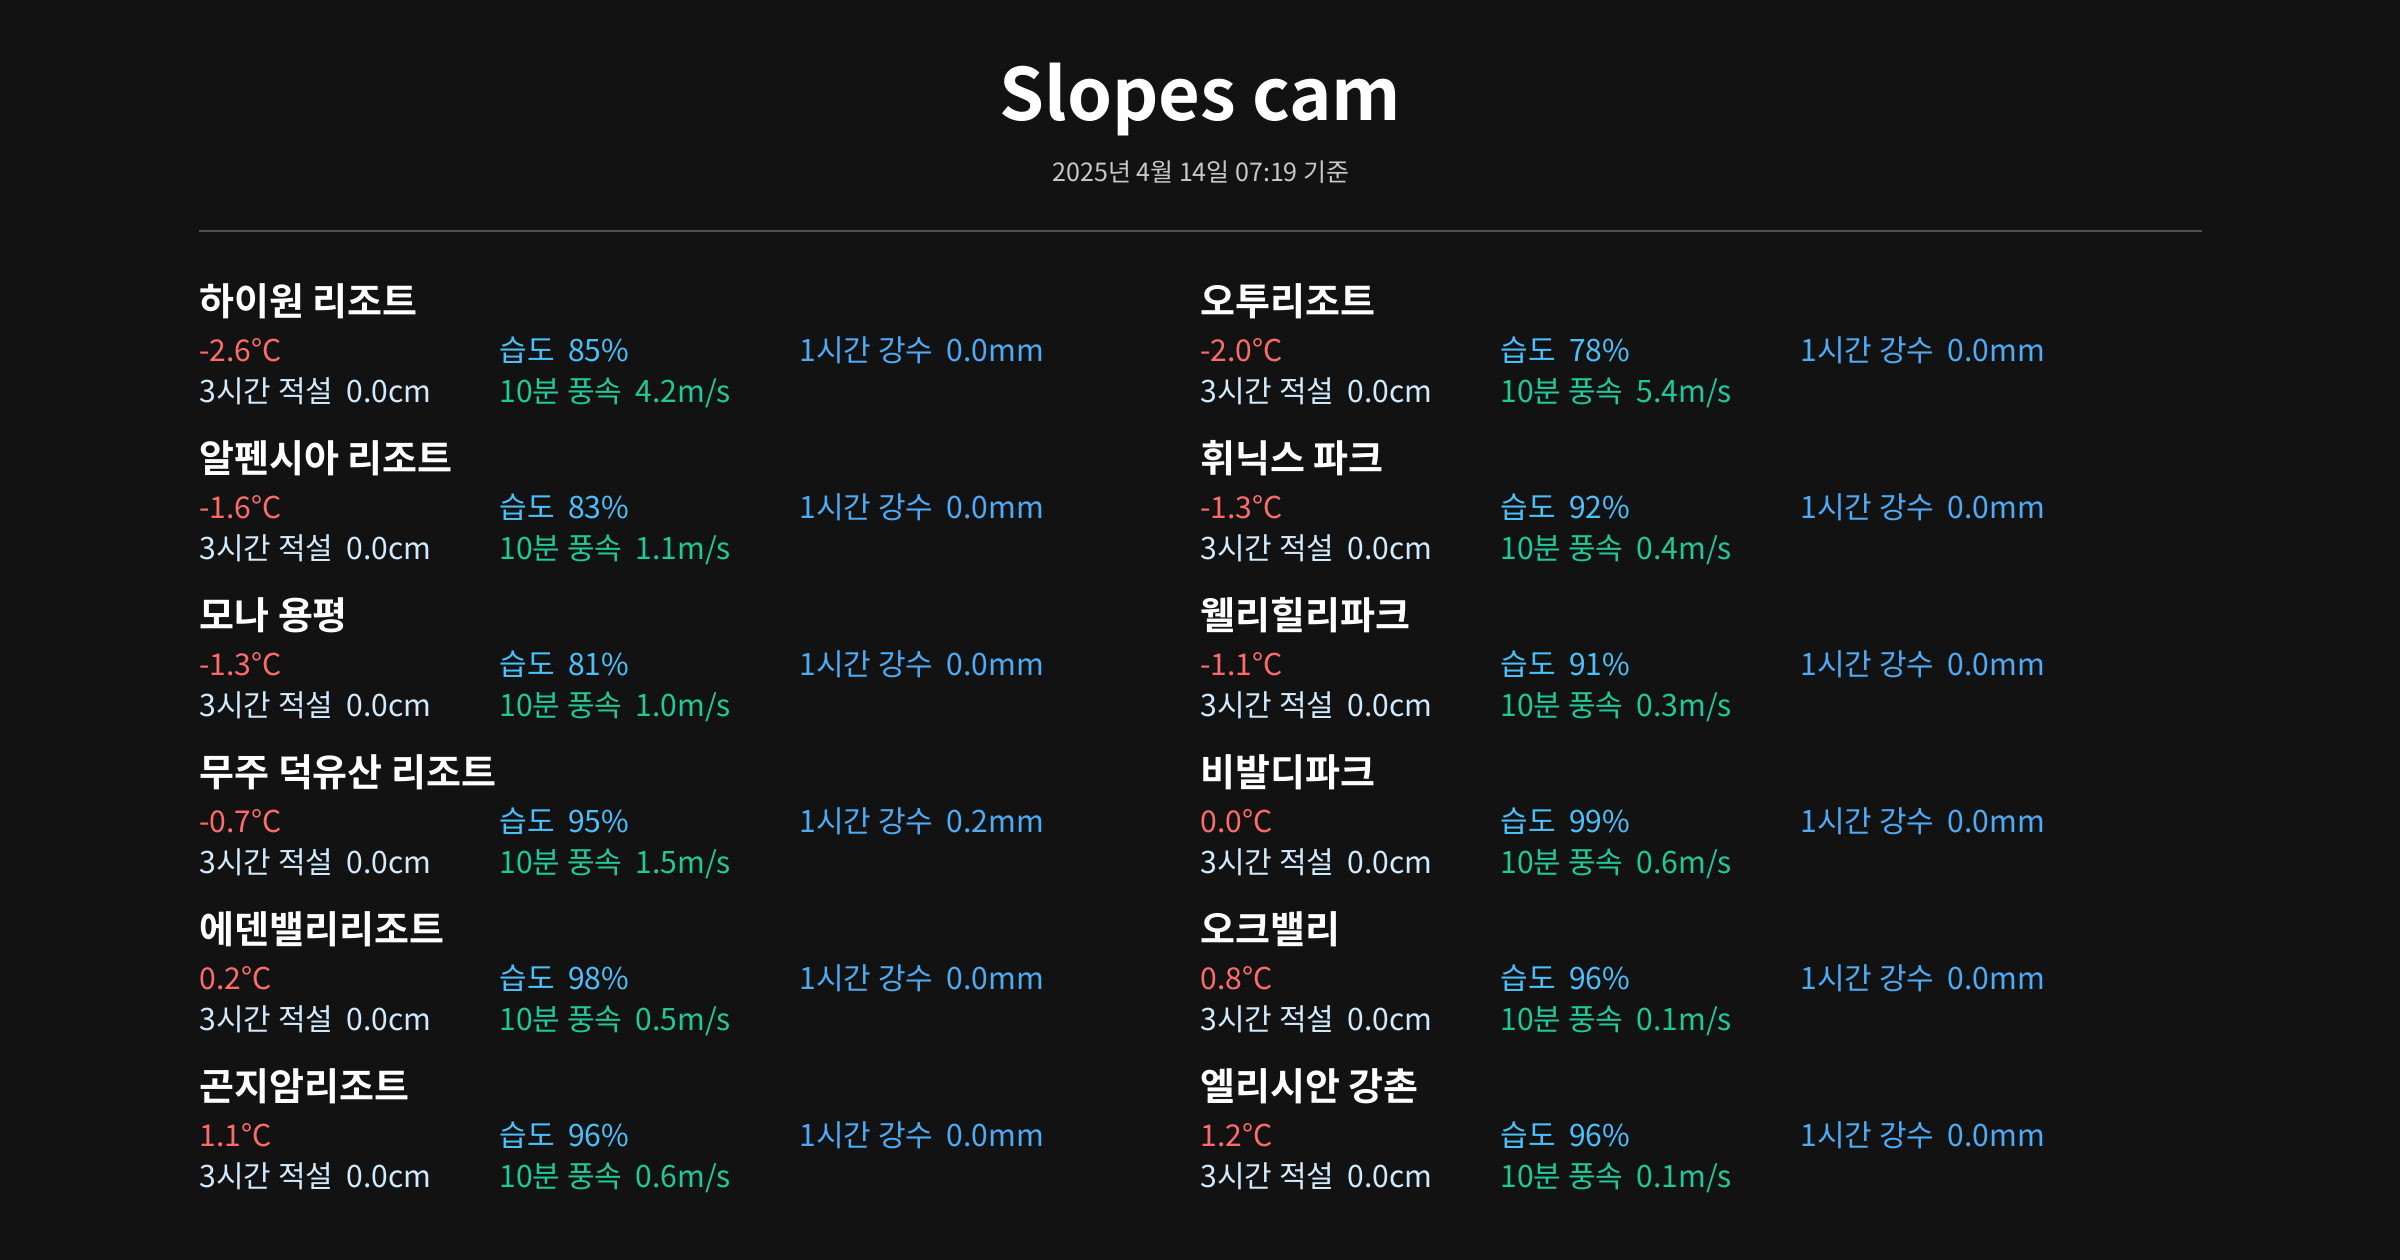 Slopes cam
2025년 4월 14일 07:19 기준
하이원 리조트
-2.6°C 습도 85% 1시간 강수 0.0mm
3시간 적설 0.0cm 10분 풍속 4.2m/s
오투리조트
-2.0°C 습도 78% 1시간 강수 0.0mm
3시간 적설 0.0cm 10분 풍속 5.4m/s
알펜시아 리조트
-1.6°C 습도 83% 1시간 강수 0.0mm
3시간 적설 0.0cm 10분 풍속 1.1m/s
휘닉스 파크
-1.3°C 습도 92% 1시간 강수 0.0mm
3시간 적설 0.0cm 10분 풍속 0.4m/s
모나 용평
-1.3°C 습도 81% 1시간 강수 0.0mm
3시간 적설 0.0cm 10분 풍속 1.0m/s
웰리힐리파크
-1.1°C 습도 91% 1시간 강수 0.0mm
3시간 적설 0.0cm 10분 풍속 0.3m/s
무주 덕유산 리조트
-0.7°C 습도 95% 1시간 강수 0.2mm
3시간 적설 0.0cm 10분 풍속 1.5m/s
비발디파크
0.0°C 습도 99% 1시간 강수 0.0mm
3시간 적설 0.0cm 10분 풍속 0.6m/s
에덴밸리리조트
0.2°C 습도 98% 1시간 강수 0.0mm
3시간 적설 0.0cm 10분 풍속 0.5m/s
오크밸리
0.8°C 습도 96% 1시간 강수 0.0mm
3시간 적설 0.0cm 10분 풍속 0.1m/s
곤지암리조트
1.1°C 습도 96% 1시간 강수 0.0mm
3시간 적설 0.0cm 10분 풍속 0.6m/s
엘리시안 강촌
1.2°C 습도 96% 1시간 강수 0.0mm
3시간 적설 0.0cm 10분 풍속 0.1m/s